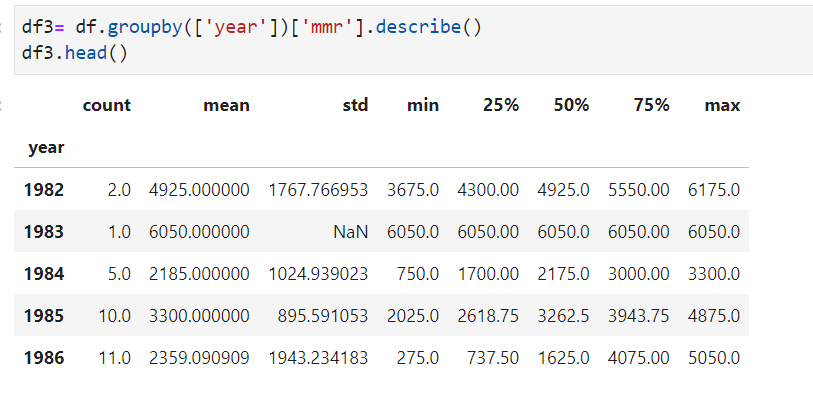 df3= df.groupby(['year'])['mmr'].describe()
df3.head()
count mean std min 25% 50% 75% max
year
1982 2.0 4925.000000 1767.766953 3675.0 4300.00 4925.0 5550.00 6175.0
1983 1.0 6050.000000 NaN 6050.0 6050.00 6050.0 6050.00 6050.0
1984 5.0 2185.000000 1024.939023 750.0 1700.00 2175.0 3000.00 3300.0
1985 10.0 3300.000000 895.591053 2025.0 2618.75 3262.5 3943.75 4875.0
1986 11.0 2359.090909 1943.234183 275.0 737.50 1625.0 4075.00 5050.0